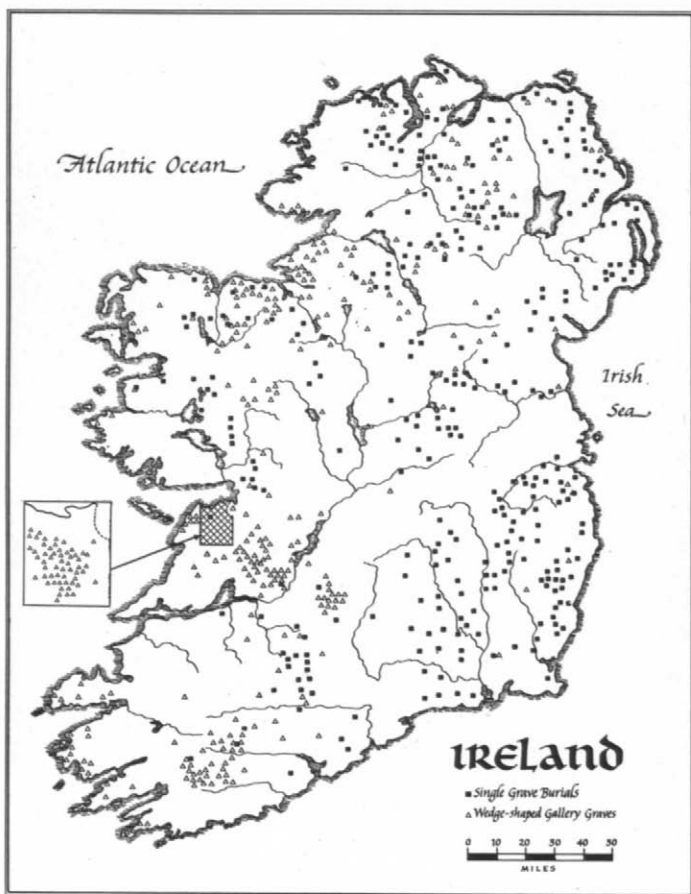 Atlantic Ocean
Irish
Sea
IRELAND
Single Grave Burials
Wedge-shaped Gallery Graves
0 10 20 30 40 50
MILES